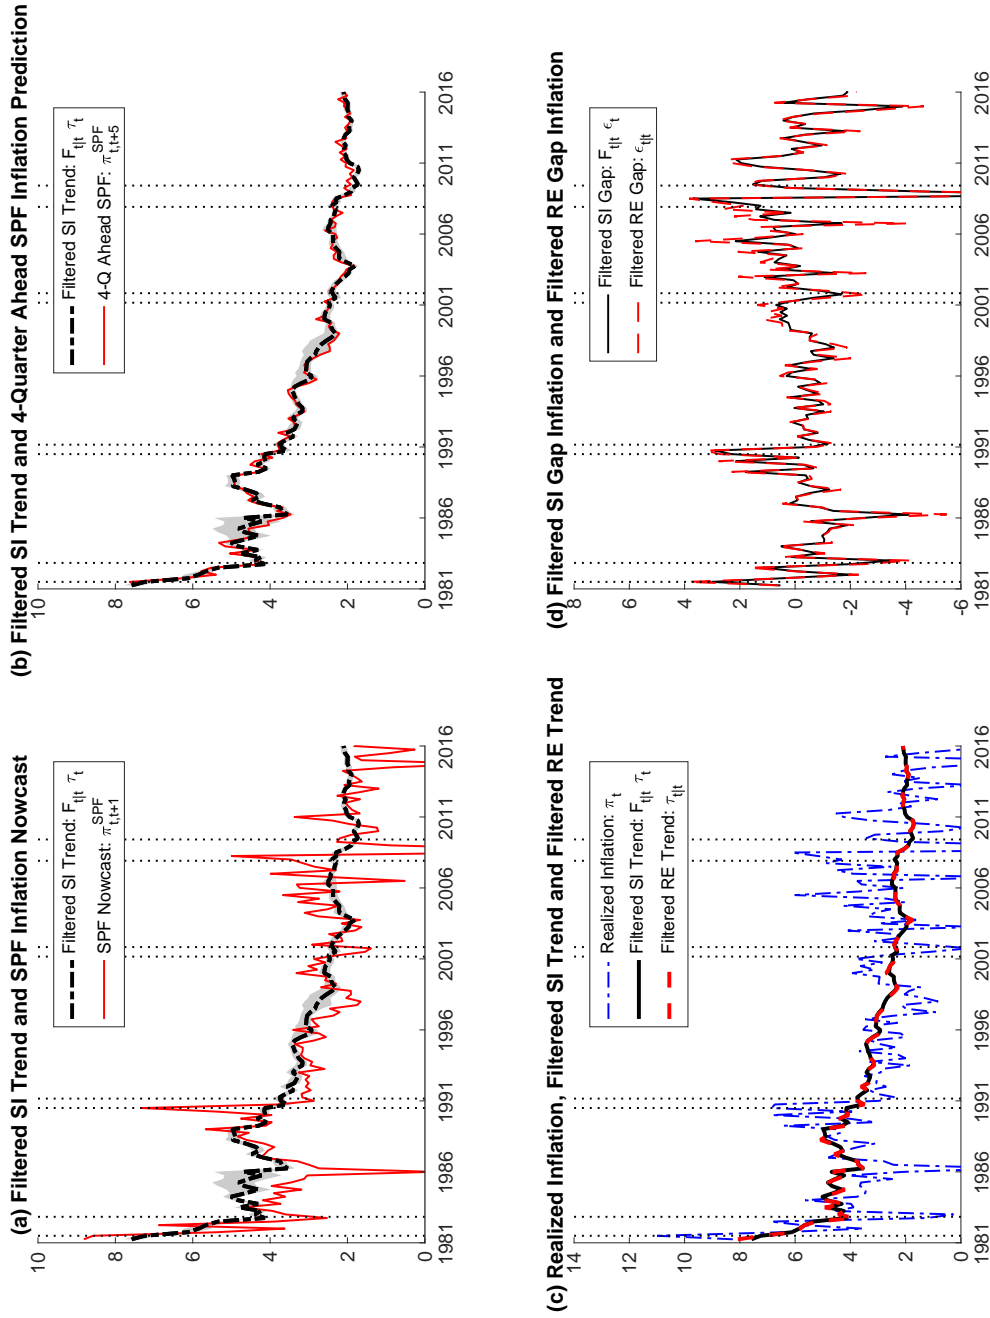 (a) Filtered SI Trend and SPF Inflation Nowcast
10
8
6
4
2
0
1981 1986 1991 1996 2001 2006 2011 2016
Filtered SI Trend: F_{t|t} τ_t
SPF Nowcast: π^{SPF}_{t,t+1}
(b) Filtered SI Trend and 4-Quarter Ahead SPF Inflation Prediction
10
8
6
4
2
0
1981 1986 1991 1996 2001 2006 2011 2016
Filtered SI Trend: F_{t|t} τ_t
4-Q Ahead SPF: π^{SPF}_{t,t+5}
(c) Realized Inflation, Filtereed SI Trend and Filtered RE Trend
14
12
10
8
6
4
2
0
1981 1986 1991 1996 2001 2006 2011 2016
Realized Inflation: π_t
Filtered SI Trend: F_{t|t} τ_t
Filtered RE Trend: τ_{t|t}
(d) Filtered SI Gap Inflation and Filtered RE Gap Inflation
8
6
4
2
0
-2
-4
-6
1981 1986 1991 1996 2001 2006 2011 2016
Filtered SI Gap: F_{t|t} ϵ_t
Filtered RE Gap: ϵ_{t|t}